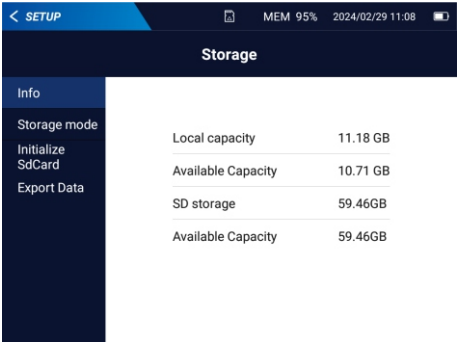 < SETUP MEM 95% 2024/02/29 11:08
Storage
Info
Storage mode
Initialize
SdCard
Export Data
Local capacity 11.18 GB
Available Capacity 10.71 GB
SD storage 59.46GB
Available Capacity 59.46GB